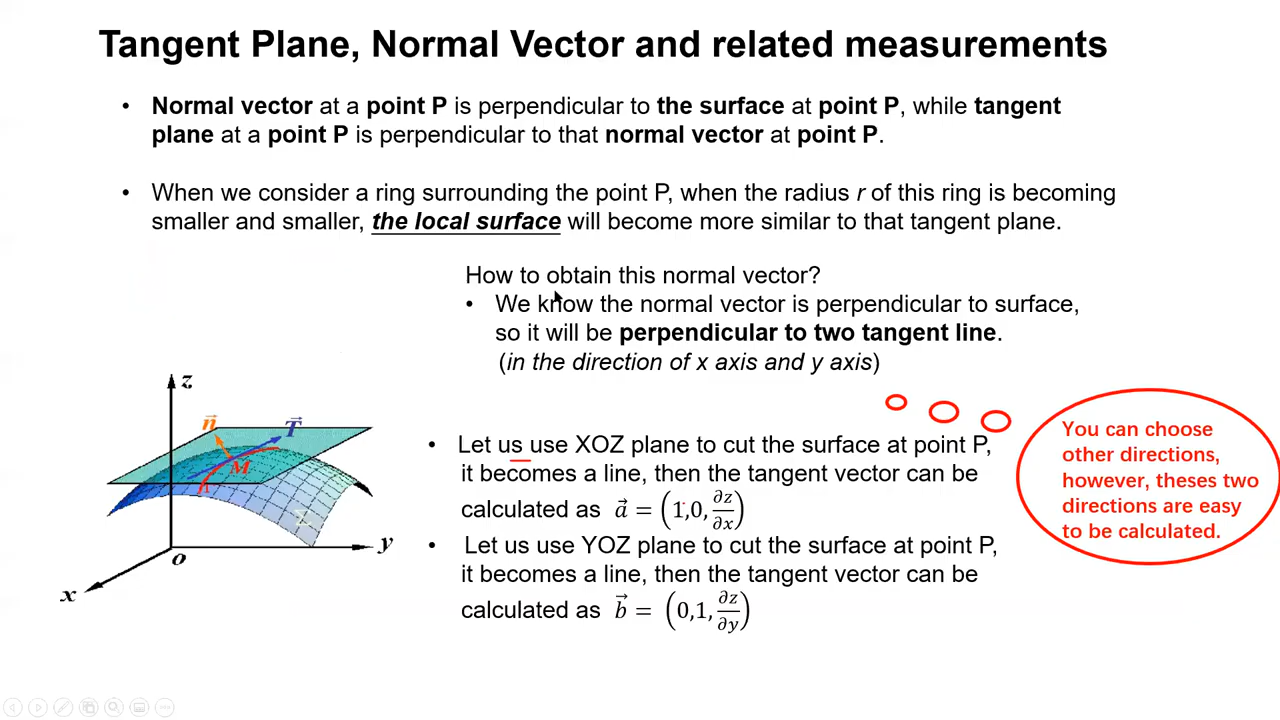 Tangent Plane, Normal Vector and related measurements
• Normal vector at a point P is perpendicular to the surface at point P, while tangent
plane at a point P is perpendicular to that normal vector at point P.
• When we consider a ring surrounding the point P, when the radius r of this ring is becoming
smaller and smaller, the local surface will become more similar to that tangent plane.
How to obtain this normal vector?
• We know the normal vector is perpendicular to surface,
so it will be perpendicular to two tangent line.
(in the direction of x axis and y axis)
z
n⃗
T⃗
M
Σ
y
o
x
• Let us use XOZ plane to cut the surface at point P,
it becomes a line, then the tangent vector can be
calculated as a⃗ = (1,0, ∂z/∂x)
• Let us use YOZ plane to cut the surface at point P,
it becomes a line, then the tangent vector can be
calculated as b⃗ = (0,1, ∂z/∂y)
You can choose
other directions,
however, theses two
directions are easy
to be calculated.